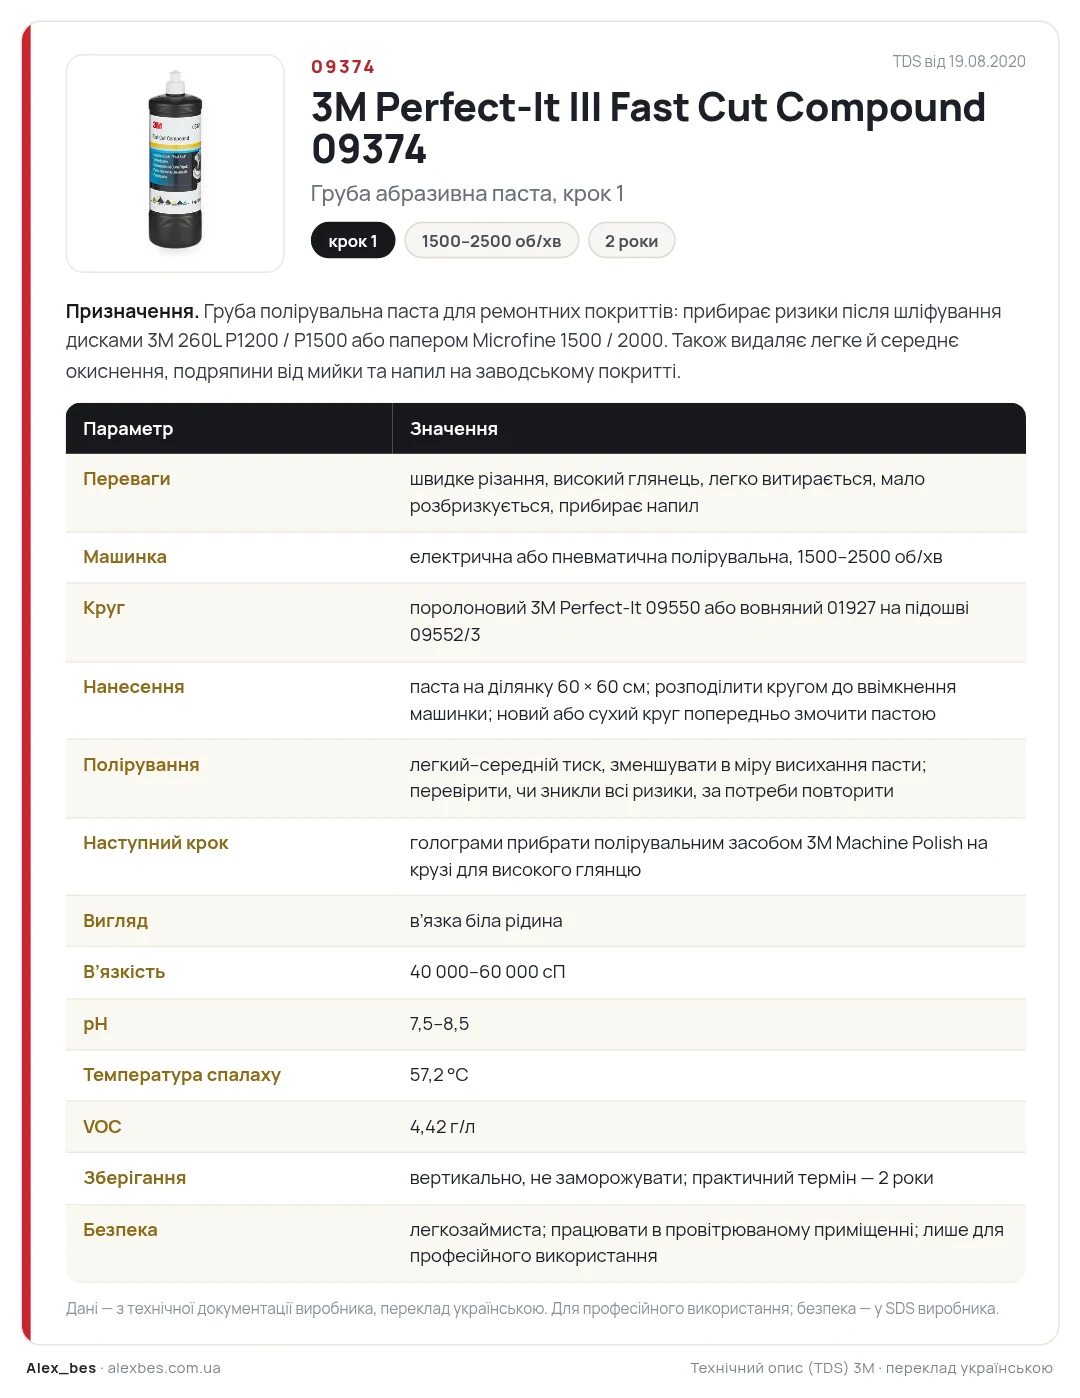 09374
TDS від 19.08.2020
3M Perfect-It III Fast Cut Compound
09374
Груба абразивна паста, крок 1
крок 1
1500–2500 об/хв
2 роки
3M
Fast Cut Compound
Призначення. Груба полірувальна паста для ремонтних покриттів: прибирає ризики після шліфування
дисками 3M 260L P1200 / P1500 або папером Microfine 1500 / 2000. Також видаляє легке й середнє
окиснення, подряпини від мийки та напил на заводському покритті.
Параметр
Значення
Переваги
швидке різання, високий глянець, легко витирається, мало
розбризкується, прибирає напил
Машинка
електрична або пневматична полірувальна, 1500–2500 об/хв
Круг
поролоновий 3M Perfect-It 09550 або вовняний 01927 на підошві
09552/3
Нанесення
паста на ділянку 60 × 60 см; розподілити кругом до ввімкнення
машинки; новий або сухий круг попередньо змочити пастою
Полірування
легкий–середній тиск, зменшувати в міру висихання пасти;
перевірити, чи зникли всі ризики, за потреби повторити
Наступний крок
голограми прибрати полірувальним засобом 3M Machine Polish на
крузі для високого глянцю
Вигляд
в’язка біла рідина
В’язкість
40 000–60 000 сП
pH
7,5–8,5
Температура спалаху
57,2 °C
VOC
4,42 г/л
Зберігання
вертикально, не заморожувати; практичний термін — 2 роки
Безпека
легкозаймиста; працювати в провітрюваному приміщенні; лише для
професійного використання
Дані — з технічної документації виробника, переклад українською. Для професійного використання; безпека — у SDS виробника.
Alex_bes · alexbes.com.ua
Технічний опис (TDS) 3M · переклад українською